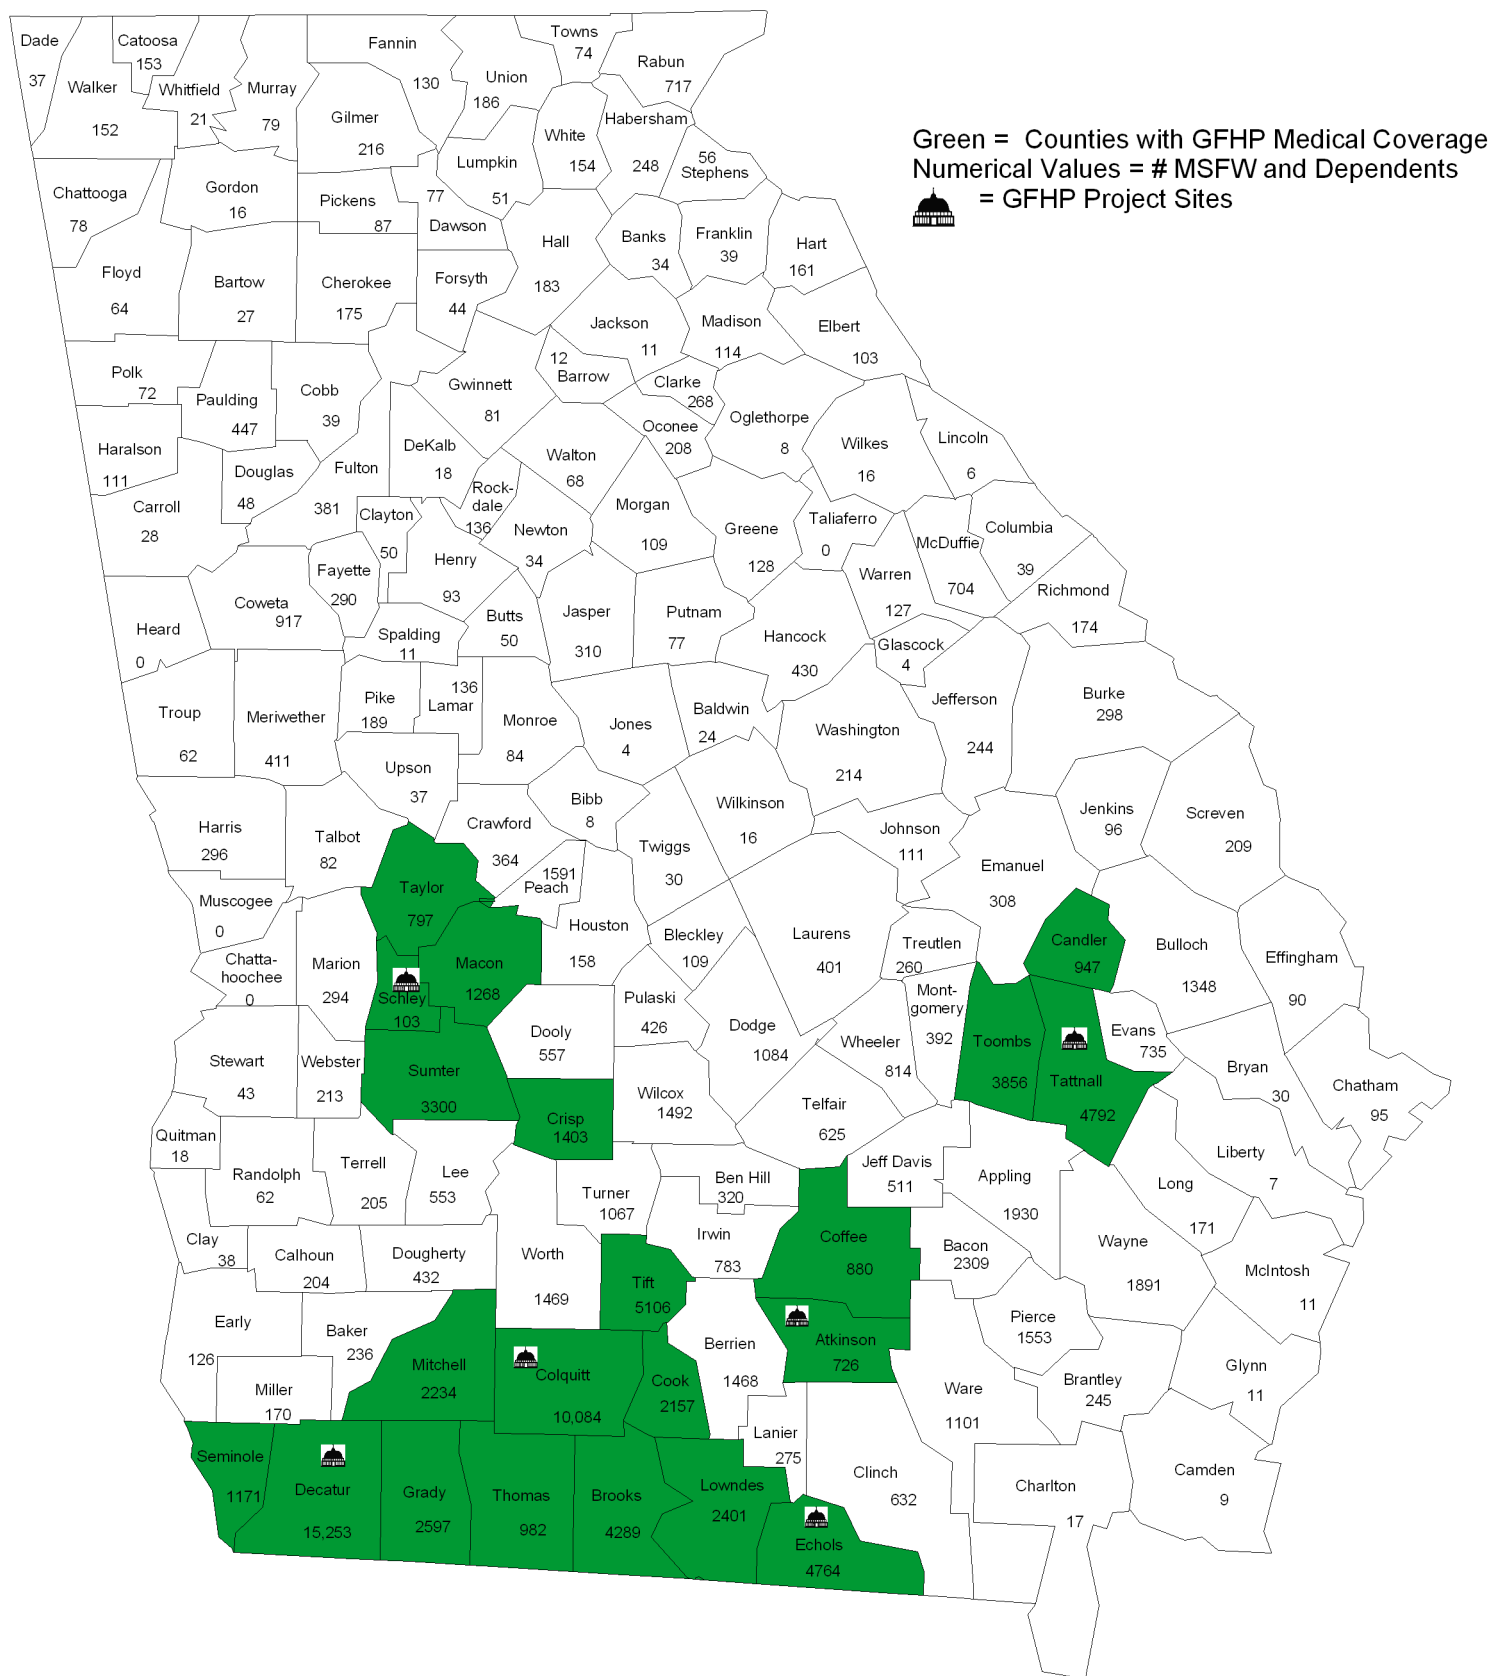 Green = Counties with GFHP Medical Coverage
Numerical Values = # MSFW and Dependents
= GFHP Project Sites
Dade
37
Catoosa
153
Walker
152
Whitfield
21
Murray
79
Fannin
130
Gilmer
216
Union
186
Towns
74
Rabun
717
White
154
Habersham
248
56
Stephens
Lumpkin
51
Chattooga
78
Gordon
16
Pickens
87
77
Dawson
Hall
183
Banks
34
Franklin
39
Hart
161
Floyd
64
Bartow
27
Cherokee
175
Forsyth
44
Jackson
11
Madison
114
Elbert
103
Polk
72
Paulding
447
Cobb
39
Gwinnett
81
12
Barrow
Clarke
268
Oconee
208
Oglethorpe
8
Wilkes
16
Lincoln
6
Haralson
111
Douglas
48
Fulton
381
DeKalb
18
Rock-
dale
136
Walton
68
Morgan
109
Greene
128
Taliaferro
0
McDuffie
704
Columbia
39
Carroll
28
Clayton
50
Henry
93
Newton
34
Fayette
290
Warren
127
Richmond
174
Heard
0
Coweta
917
Spalding
11
Butts
50
Jasper
310
Putnam
77
Hancock
430
Glascock
4
Jefferson
244
Burke
298
Troup
62
Meriwether
411
Pike
189
136
Lamar
Monroe
84
Jones
4
Baldwin
24
Washington
214
Upson
37
Bibb
8
Wilkinson
16
Johnson
111
Jenkins
96
Screven
209
Harris
296
Talbot
82
Crawford
364
1591
Peach
Twiggs
30
Emanuel
308
Taylor
797
Muscogee
0
Houston
158
Bleckley
109
Laurens
401
Treutlen
260
Candler
947
Bulloch
1348
Effingham
90
Chatta-
hoochee
0
Marion
294
Schley
103
Macon
1268
Pulaski
426
Dodge
1084
Mont-
gomery
392
Wheeler
814
Toombs
3856
Tattnall
4792
Evans
735
Bryan
30
Chatham
95
Stewart
43
Webster
213
Sumter
3300
Dooly
557
Crisp
1403
Wilcox
1492
Telfair
625
Quitman
18
Randolph
62
Terrell
205
Lee
553
Turner
1067
Ben Hill
320
Jeff Davis
511
Appling
1930
Long
171
Liberty
7
Clay
38
Calhoun
204
Dougherty
432
Worth
1469
Irwin
783
Tift
5106
Coffee
880
Bacon
2309
Wayne
1891
McIntosh
11
Early
126
Baker
236
Miller
170
Mitchell
2234
Colquitt
10,084
Cook
2157
Berrien
1468
Atkinson
726
Pierce
1553
Ware
1101
Brantley
245
Glynn
11
Seminole
1171
Decatur
15,253
Grady
2597
Thomas
982
Brooks
4289
Lowndes
2401
Lanier
275
Echols
4764
Clinch
632
Charlton
17
Camden
9